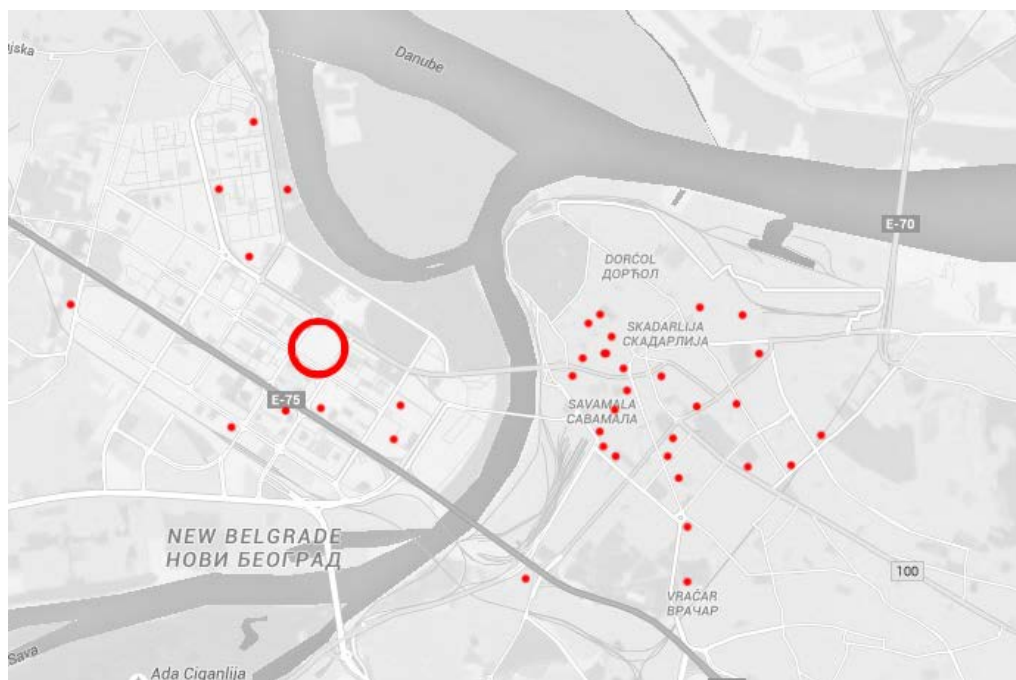 ajska
Danube
E-70
DORĆOL
ДОРЋОЛ
SKADARLIJA
СКАДАРЛИЈА
E-75
SAVAMALA
САВАМАЛА
NEW BELGRADE
НОВИ БЕОГРАД
100
VRAČAR
ВРАЧАР
Sava
Ada Ciganlija